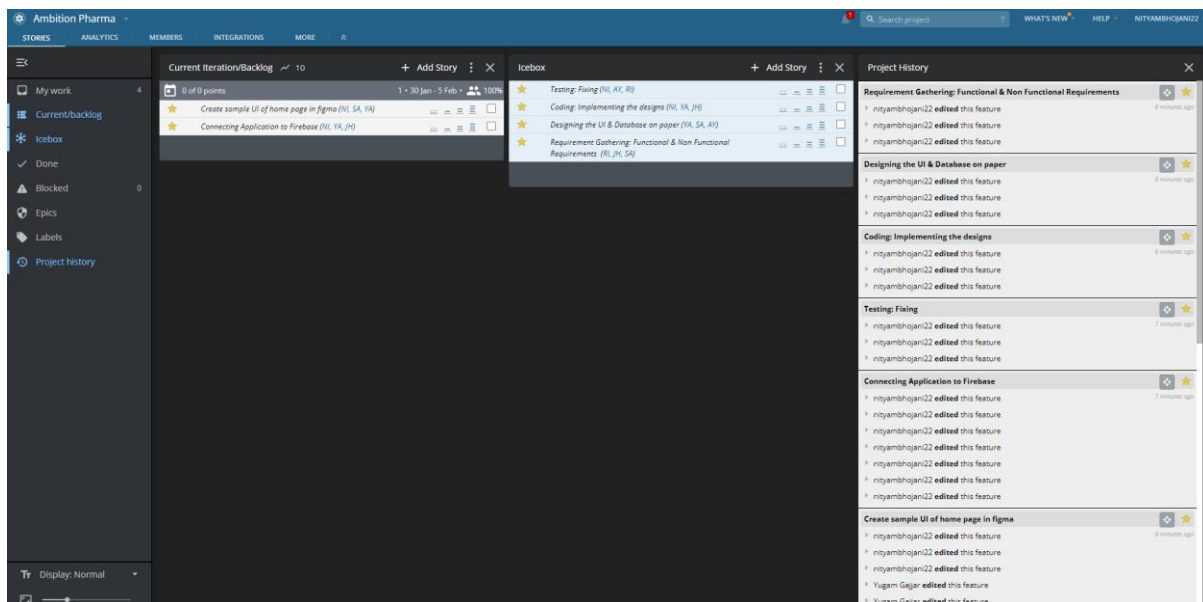 Ambition Pharma
Search project
?
WHAT'S NEW
HELP
NITYAMBHOJANI22
STORIES
ANALYTICS
MEMBERS
INTEGRATIONS
MORE
My work 4
Current/backlog
Icebox
Done
Blocked 0
Epics
Labels
Project history
Display: Normal
Current Iteration/Backlog 10
+ Add Story
0 of 0 points
1 • 30 Jan - 5 Feb • 100%
Create sample UI of home page in figma (NI, SA, YA)
Connecting Application to Firebase (NI, YA, JH)
Icebox
+ Add Story
Testing: Fixing (NI, AY, RI)
Coding: Implementing the designs (NI, YA, JH)
Designing the UI & Database on paper (YA, SA, AY)
Requirement Gathering: Functional & Non Functional
Requirements (RI, JH, SA)
Project History
Requirement Gathering: Functional & Non Functional Requirements
nityambhojani22 edited this feature
6 minutes ago
nityambhojani22 edited this feature
nityambhojani22 edited this feature
Designing the UI & Database on paper
nityambhojani22 edited this feature
6 minutes ago
nityambhojani22 edited this feature
nityambhojani22 edited this feature
Coding: Implementing the designs
nityambhojani22 edited this feature
6 minutes ago
nityambhojani22 edited this feature
nityambhojani22 edited this feature
Testing: Fixing
nityambhojani22 edited this feature
7 minutes ago
nityambhojani22 edited this feature
nityambhojani22 edited this feature
Connecting Application to Firebase
nityambhojani22 edited this feature
7 minutes ago
nityambhojani22 edited this feature
nityambhojani22 edited this feature
nityambhojani22 edited this feature
nityambhojani22 edited this feature
nityambhojani22 edited this feature
nityambhojani22 edited this feature
Create sample UI of home page in figma
nityambhojani22 edited this feature
8 minutes ago
nityambhojani22 edited this feature
nityambhojani22 edited this feature
Yugam Gajjar edited this feature
Yugam Gajjar edited this feature